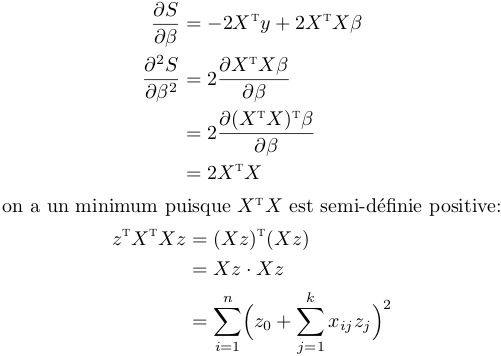 ∂S/∂β = −2Xᵀy + 2XᵀXβ
∂²S/∂β² = 2 ∂XᵀXβ/∂β
= 2 ∂(XᵀX)ᵀβ/∂β
= 2XᵀX
on a un minimum puisque XᵀX est semi-définie positive:
zᵀXᵀXz = (Xz)ᵀ(Xz)
= Xz · Xz
= ∑ᵢ₌₁ⁿ (z₀ + ∑ⱼ₌₁ᵏ xᵢⱼzⱼ)²